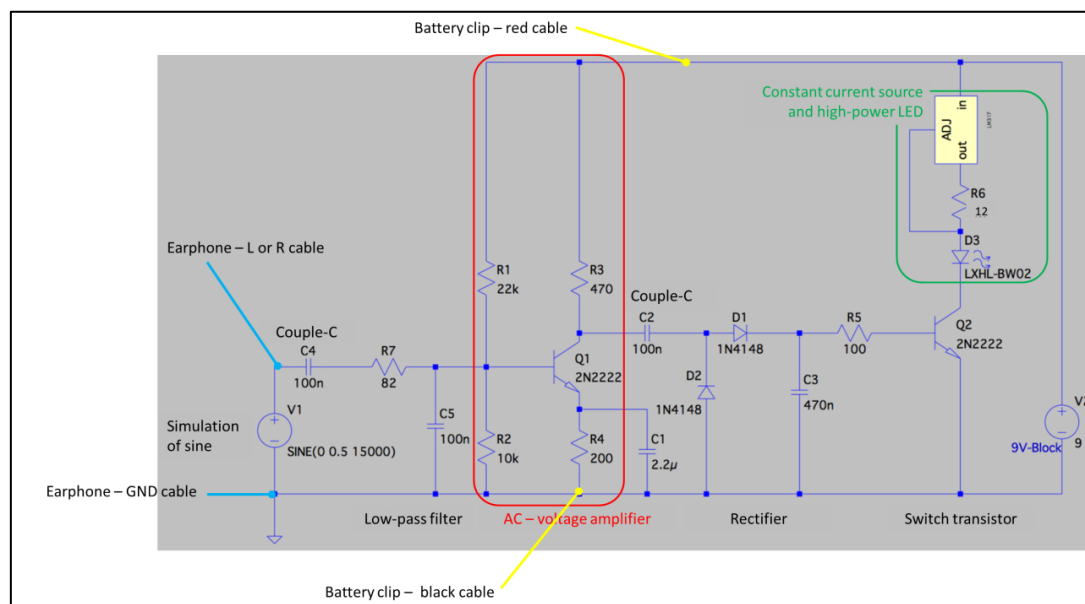 Battery clip – red cable
Constant current source
and high-power LED
in
ADJ
out
LM317
R6
12
D3
LXHL-BW02
Earphone – L or R cable
R1
22k
R3
470
Couple-C
C2
100n
D1
1N4148
R5
100
Q2
2N2222
Couple-C
C4
100n
R7
82
Q1
2N2222
D2
1N4148
C3
470n
V1
Simulation
of sine
SINE(0 0.5 15000)
C5
100n
R2
10k
R4
200
C1
2.2µ
9V-Block
9
Earphone – GND cable
Low-pass filter
AC – voltage amplifier
Rectifier
Switch transistor
Battery clip – black cable